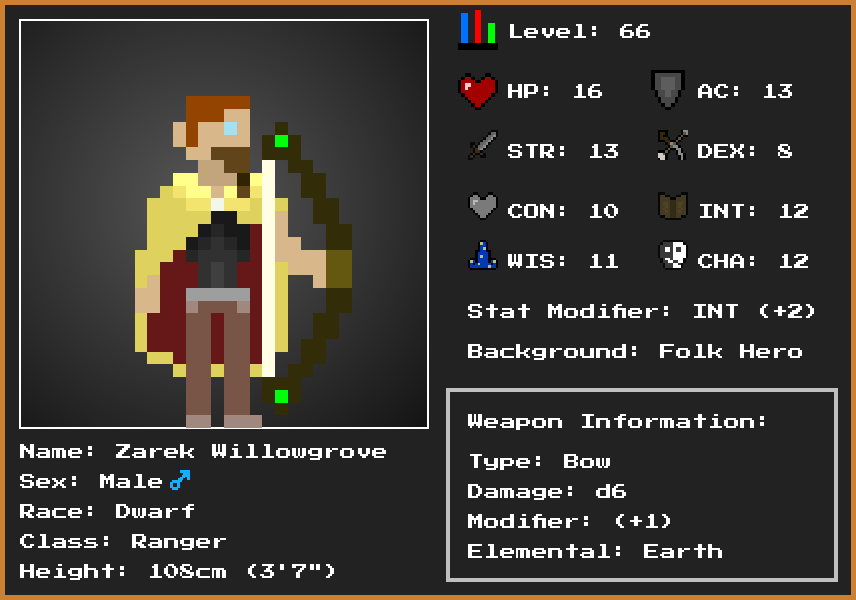 Level: 66
HP: 16
AC: 13
STR: 13
DEX: 8
CON: 10
INT: 12
WIS: 11
CHA: 12
Stat Modifier: INT (+2)
Background: Folk Hero
Weapon Information:
Type: Bow
Damage: d6
Modifier: (+1)
Elemental: Earth
Name: Zarek Willowgrove
Sex: Male♂
Race: Dwarf
Class: Ranger
Height: 108cm (3'7")